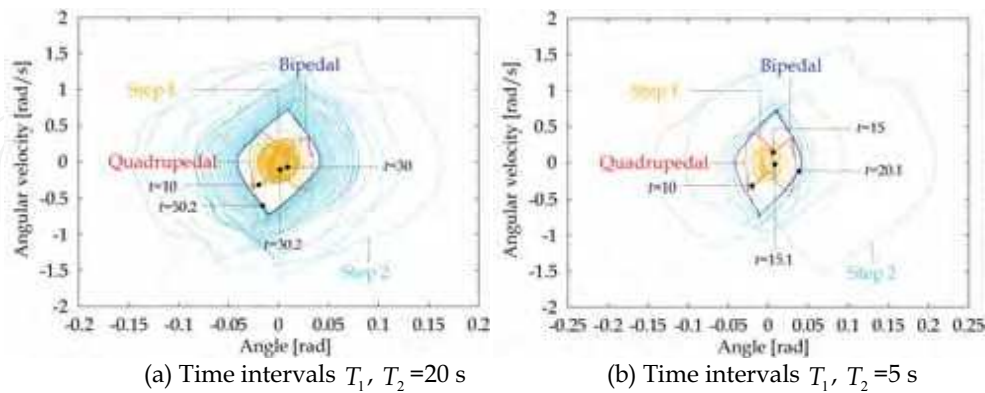 2
1.5
1
0.5
0
-0.5
-1
-1.5
-2
Angular velocity [rad/s]
Bipedal
Step 1
Quadrupedal
t=30
t=10
t=50.2
t=30.2
Step 2
-0.2 -0.15 -0.1 -0.05 0 0.05 0.1 0.15 0.2
Angle [rad]
(a) Time intervals T1, T2 =20 s
2
1.5
1
0.5
0
-0.5
-1
-1.5
-2
Angular velocity [rad/s]
Bipedal
Step 1
t=15
Quadrupedal
t=20.1
t=10
t=15.1
Step 2
-0.25 -0.2 -0.15 -0.1 -0.05 0 0.05 0.1 0.15 0.2 0.25
Angle [rad]
(b) Time intervals T1, T2 =5 s